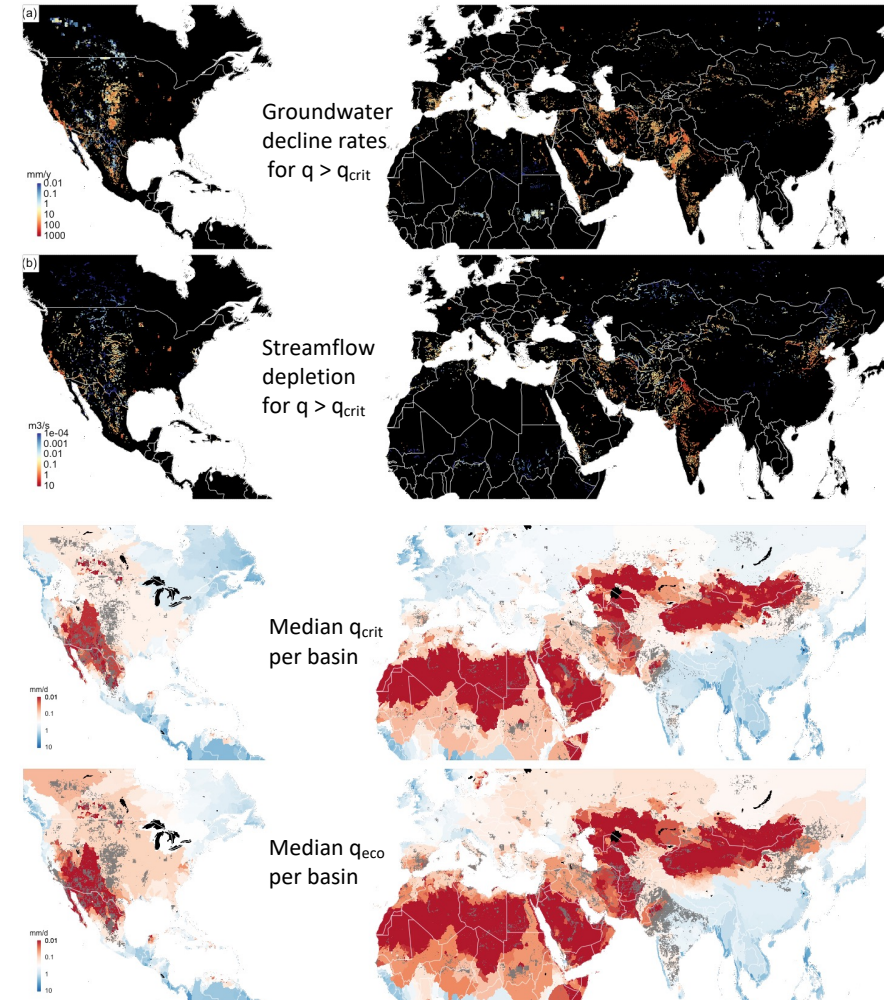 (a)
Groundwater
decline rates
for q > qcrit
mm/y
0.01
0.1
1
10
100
1000
(b)
Streamflow
depletion
for q > qcrit
m3/s
1e-04
0.001
0.01
0.1
1
10
Median qcrit
per basin
mm/d
0.01
0.1
1
10
Median qeco
per basin
mm/d
0.01
0.1
1
10